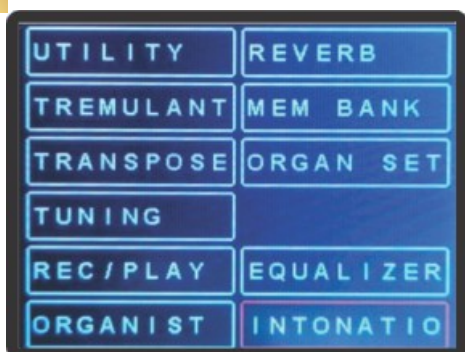 UTILITY REVERB
TREMULANT MEM BANK
TRANSPOSE ORGAN SET
TUNING
REC/PLAY EQUALIZER
ORGANIST INTONATIO